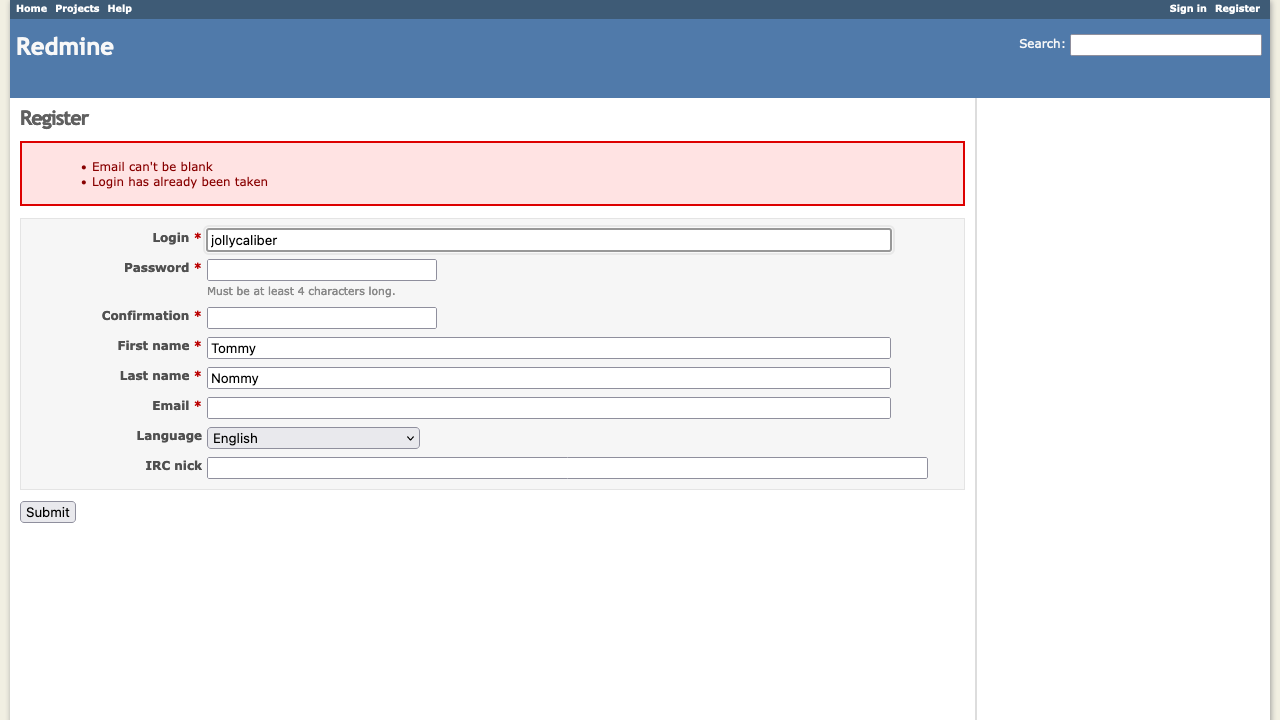 Home Projects Help Sign in Register
Redmine Search:
Register
• Email can't be blank
• Login has already been taken
Login * jollycaliber
Password *
Must be at least 4 characters long.
Confirmation *
First name * Tommy
Last name * Nommy
Email *
Language English
IRC nick
Submit